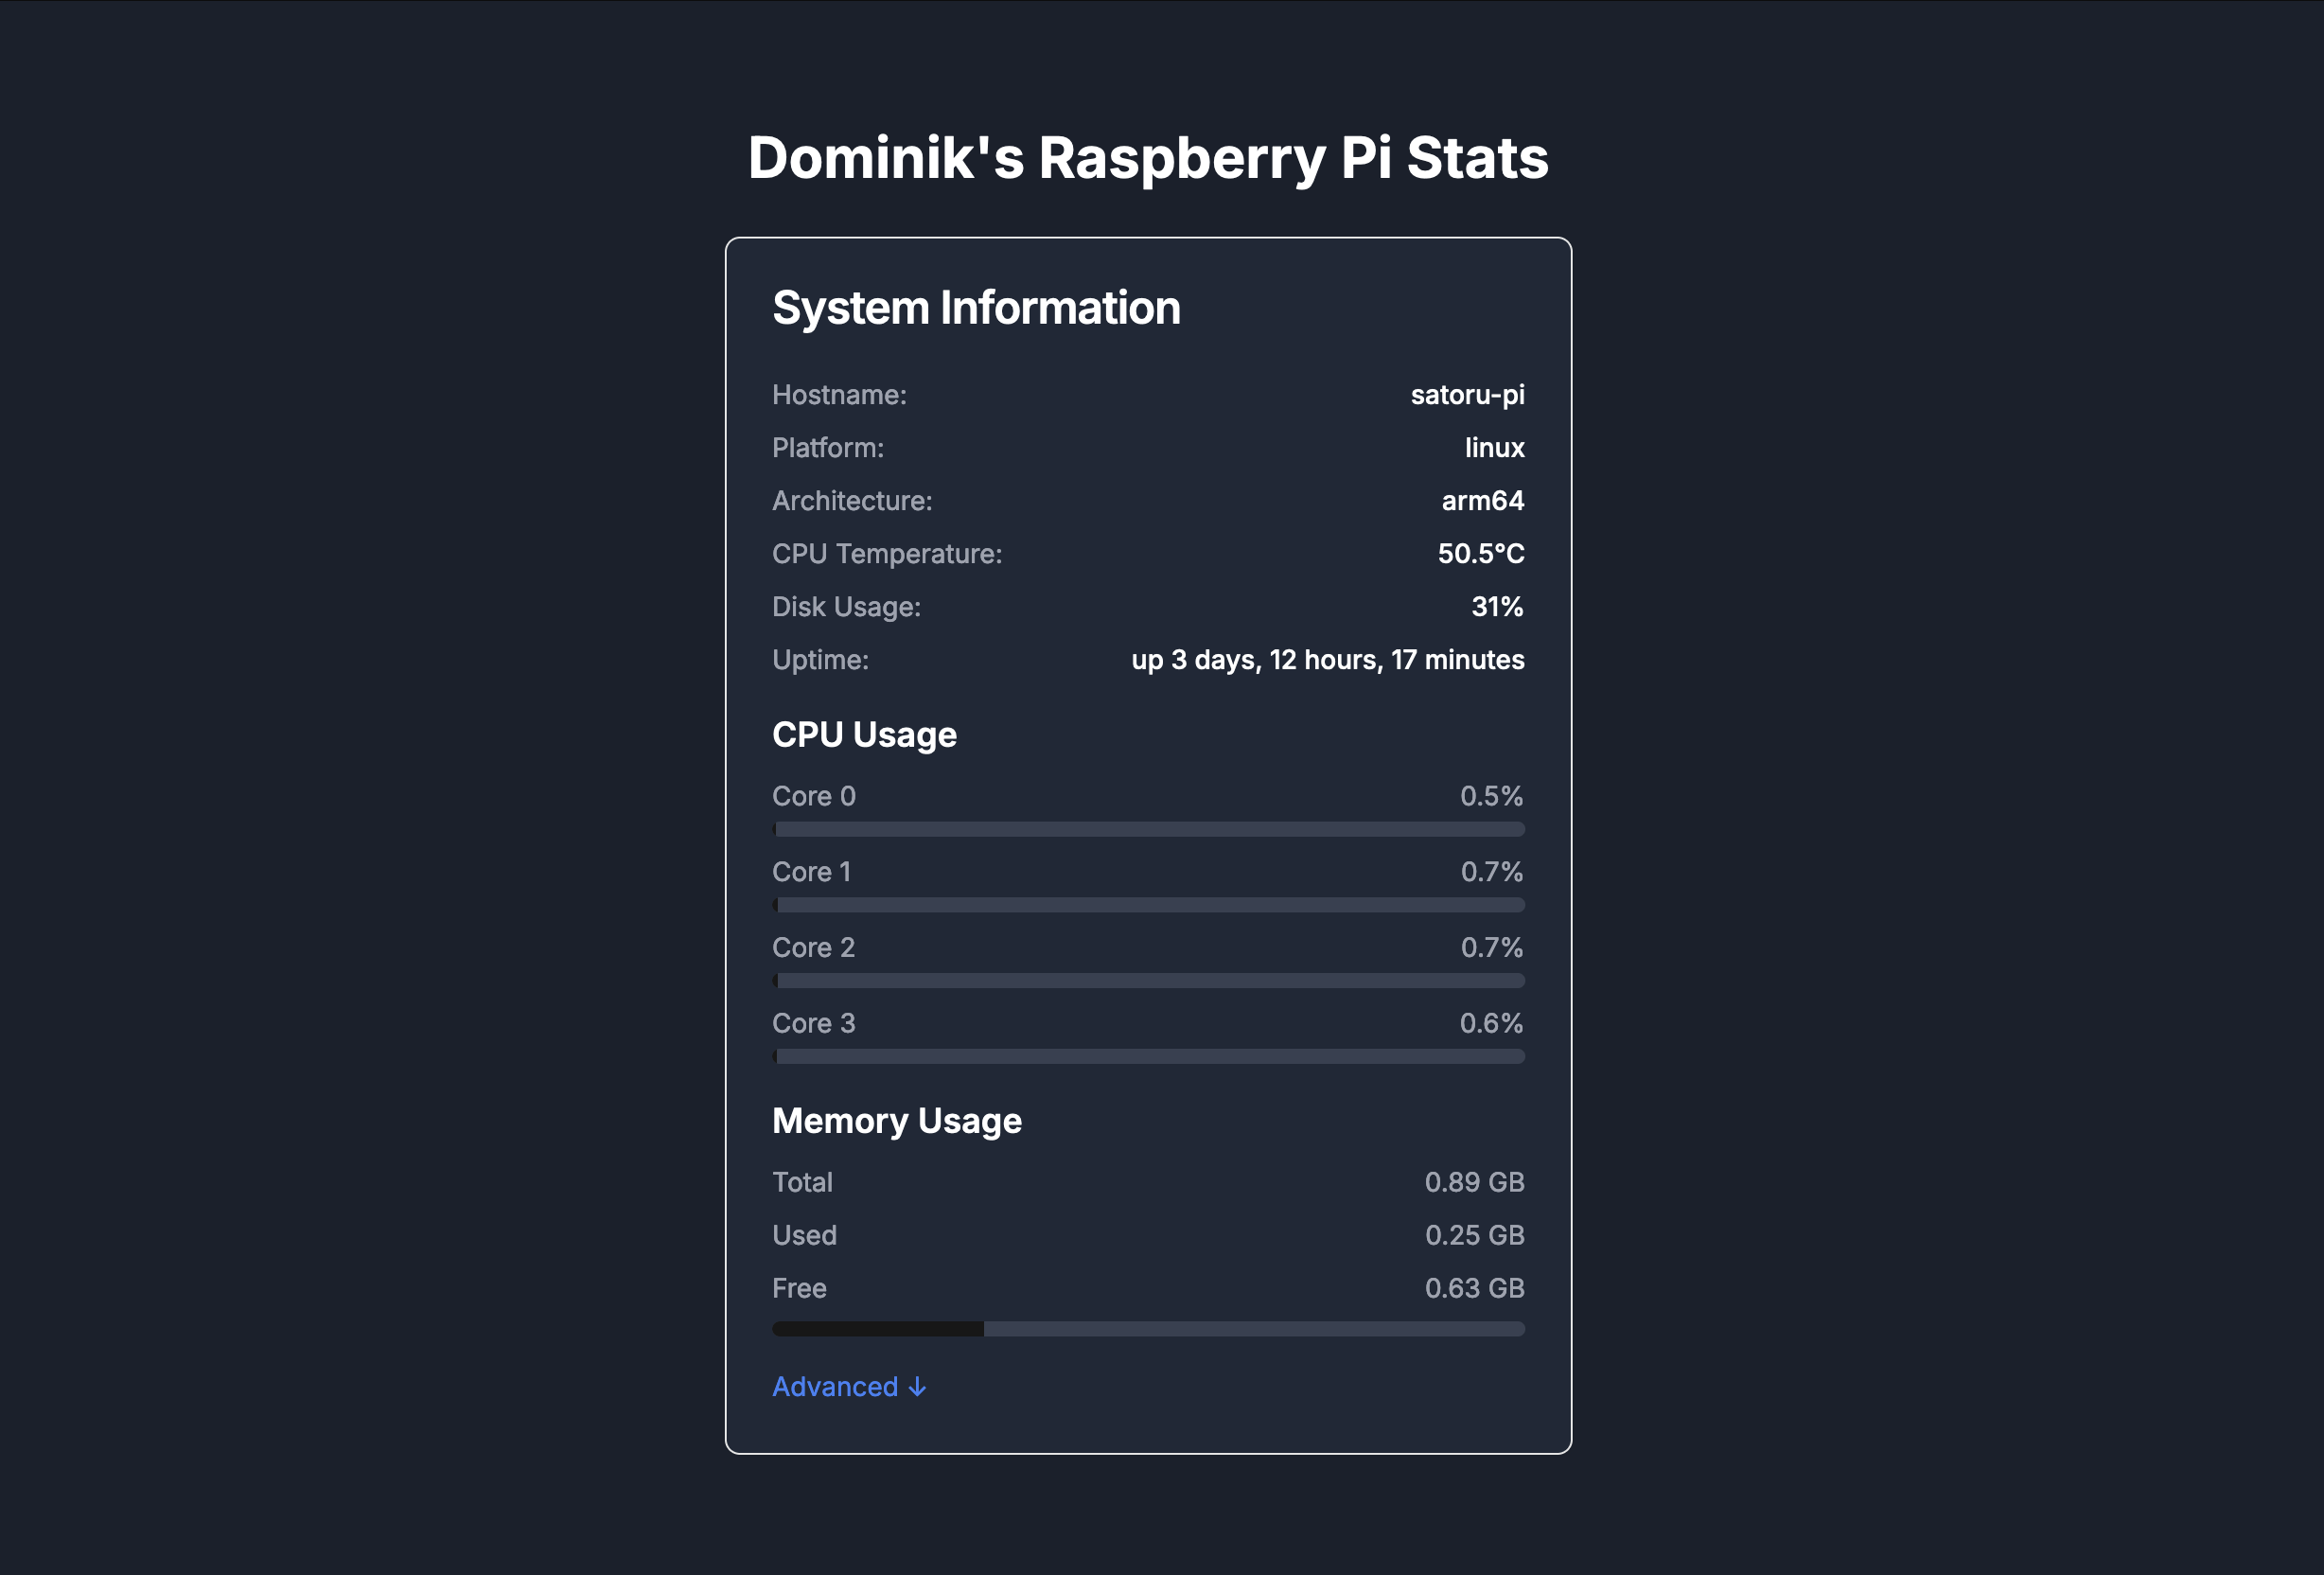 Dominik's Raspberry Pi Stats
System Information
Hostname: satoru-pi
Platform: linux
Architecture: arm64
CPU Temperature: 50.5°C
Disk Usage: 31%
Uptime: up 3 days, 12 hours, 17 minutes
CPU Usage
Core 0 0.5%
Core 1 0.7%
Core 2 0.7%
Core 3 0.6%
Memory Usage
Total 0.89 GB
Used 0.25 GB
Free 0.63 GB
Advanced ↓